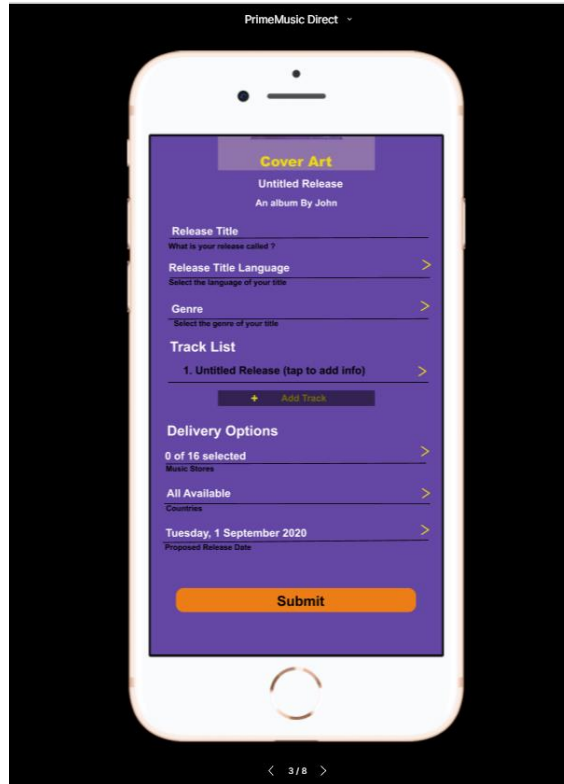 PrimeMusic Direct
Cover Art
Untitled Release
An album By John
Release Title
What is your release called ?
Release Title Language
Select the language of your title
Genre
Select the genre of your title
Track List
1. Untitled Release (tap to add info)
+ Add Track
Delivery Options
0 of 16 selected
Music Stores
All Available
Countries
Tuesday, 1 September 2020
Proposed Release Date
Submit
< 3/8 >